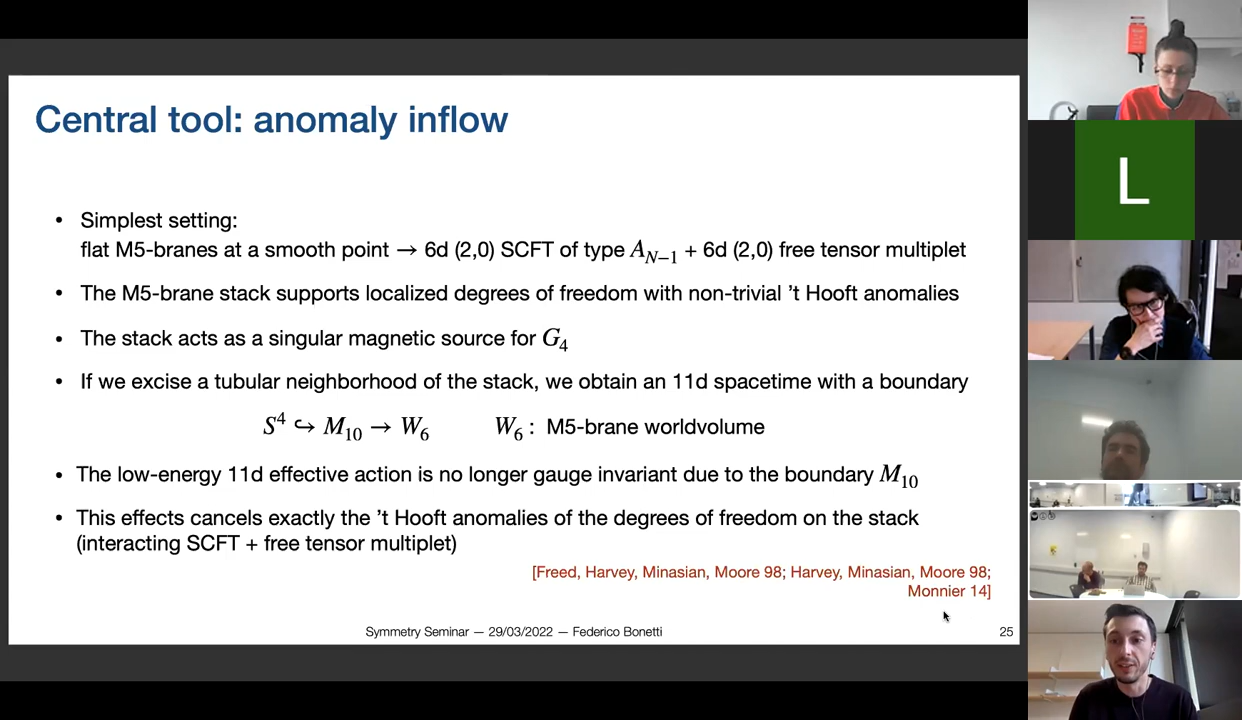 Central tool: anomaly inflow
• Simplest setting:
flat M5-branes at a smooth point → 6d (2,0) SCFT of type A_{N−1} + 6d (2,0) free tensor multiplet
• The M5-brane stack supports localized degrees of freedom with non-trivial ’t Hooft anomalies
• The stack acts as a singular magnetic source for G_4
• If we excise a tubular neighborhood of the stack, we obtain an 11d spacetime with a boundary
S^4 ↪ M_{10} → W_6 W_6 : M5-brane worldvolume
• The low-energy 11d effective action is no longer gauge invariant due to the boundary M_{10}
• This effects cancels exactly the ’t Hooft anomalies of the degrees of freedom on the stack
(interacting SCFT + free tensor multiplet)
[Freed, Harvey, Minasian, Moore 98; Harvey, Minasian, Moore 98;
Monnier 14]
Symmetry Seminar — 29/03/2022 — Federico Bonetti
25
L